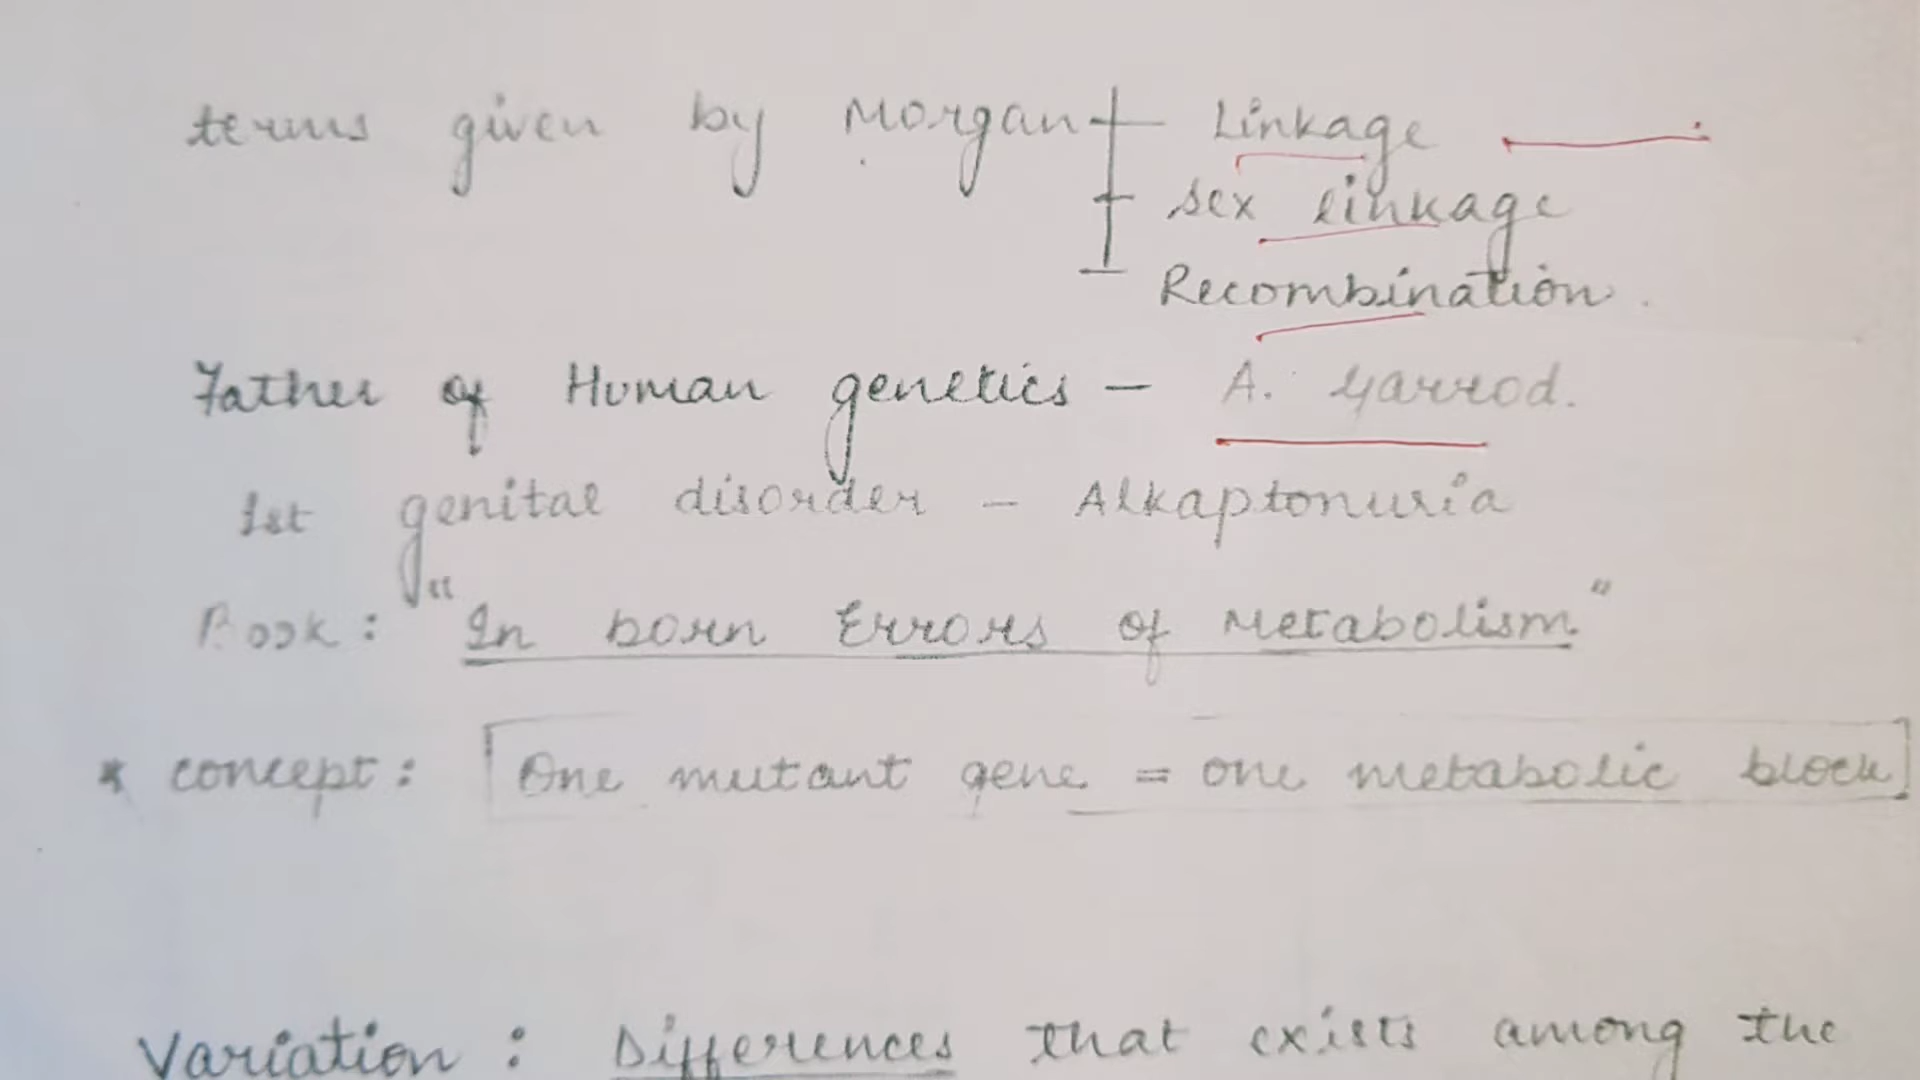 terms given by Morgan Linkage
sex linkage
Recombination.
Father of Human genetics - A. Garrod.
1st genital disorder - Alkaptonuria
Book: "In born Errors of Metabolism"
* concept: One mutant gene = one metabolic block
Variation : Differences that exists among the